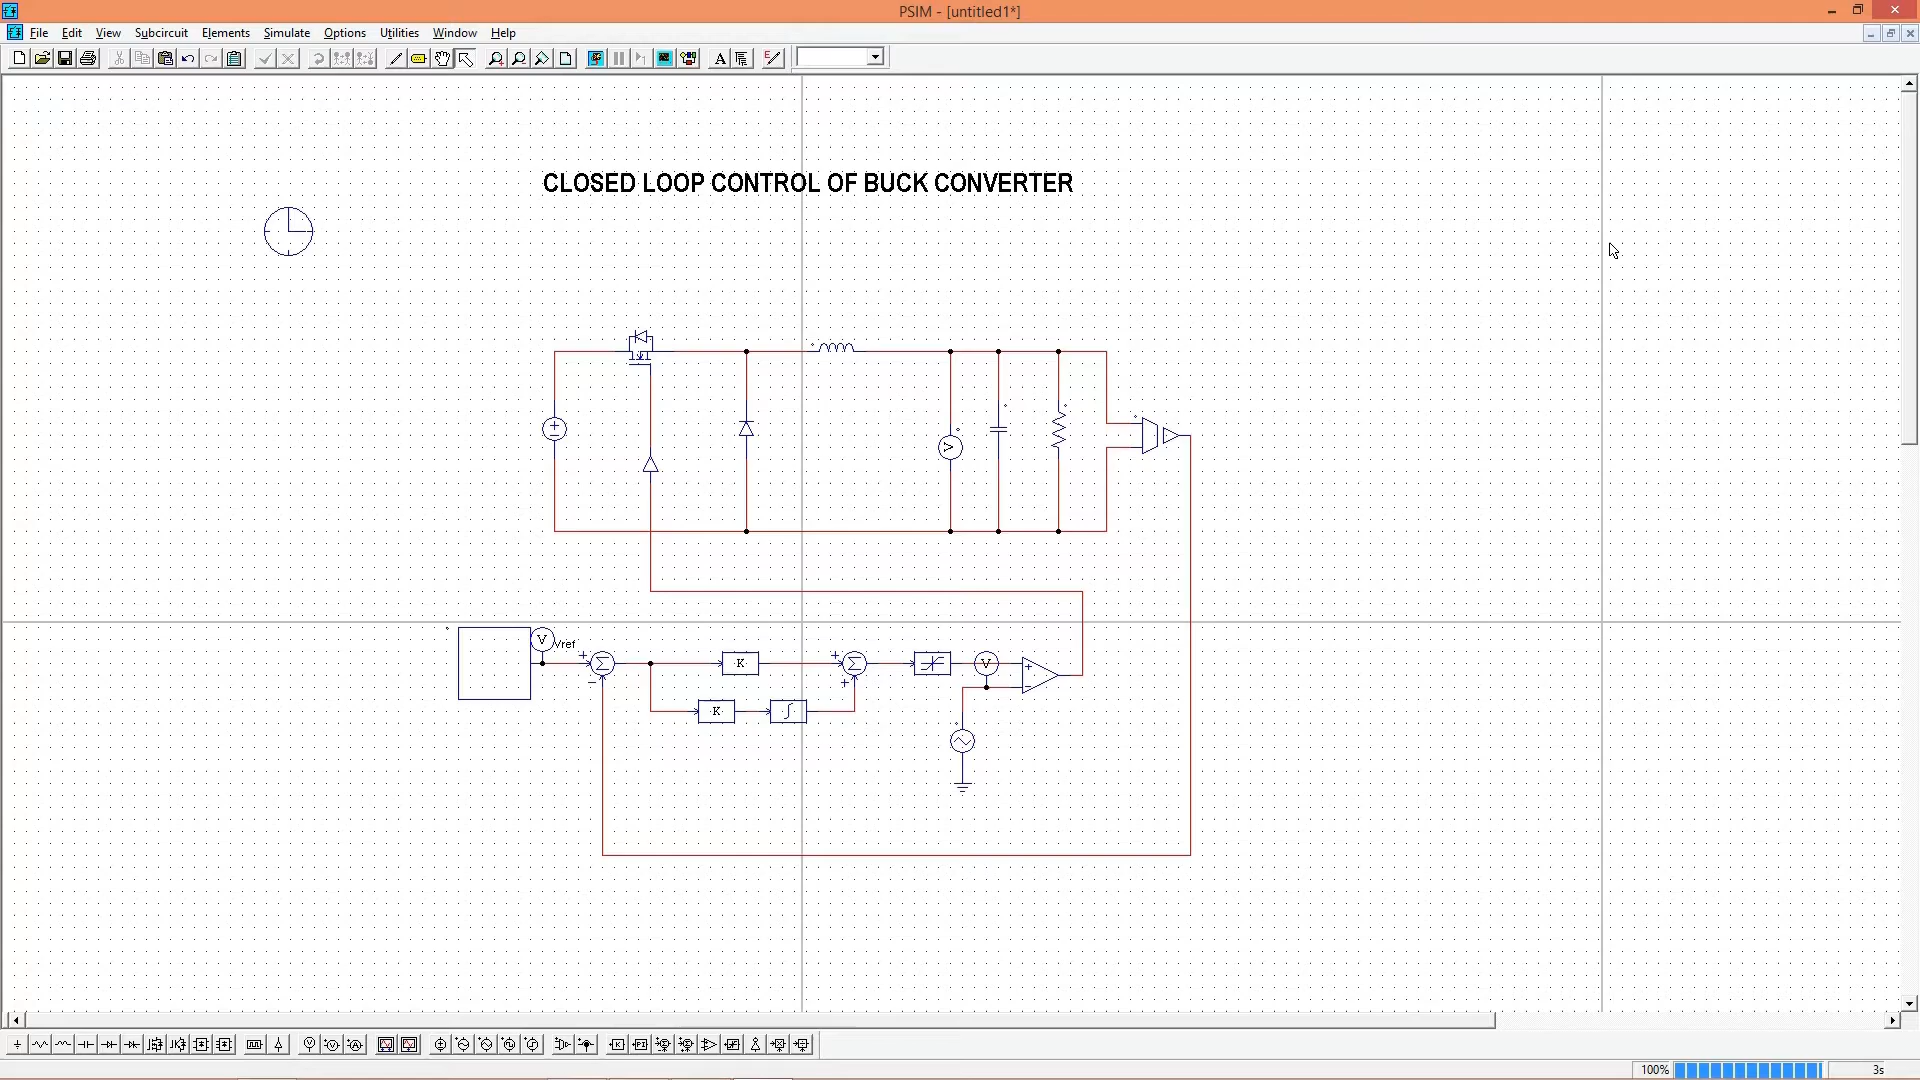 PSIM - [untitled1*]
File Edit View Subcircuit Elements Simulate Options Utilities Window Help
CLOSED LOOP CONTROL OF BUCK CONVERTER
V
V
Vref
K
V
K
100%
3s